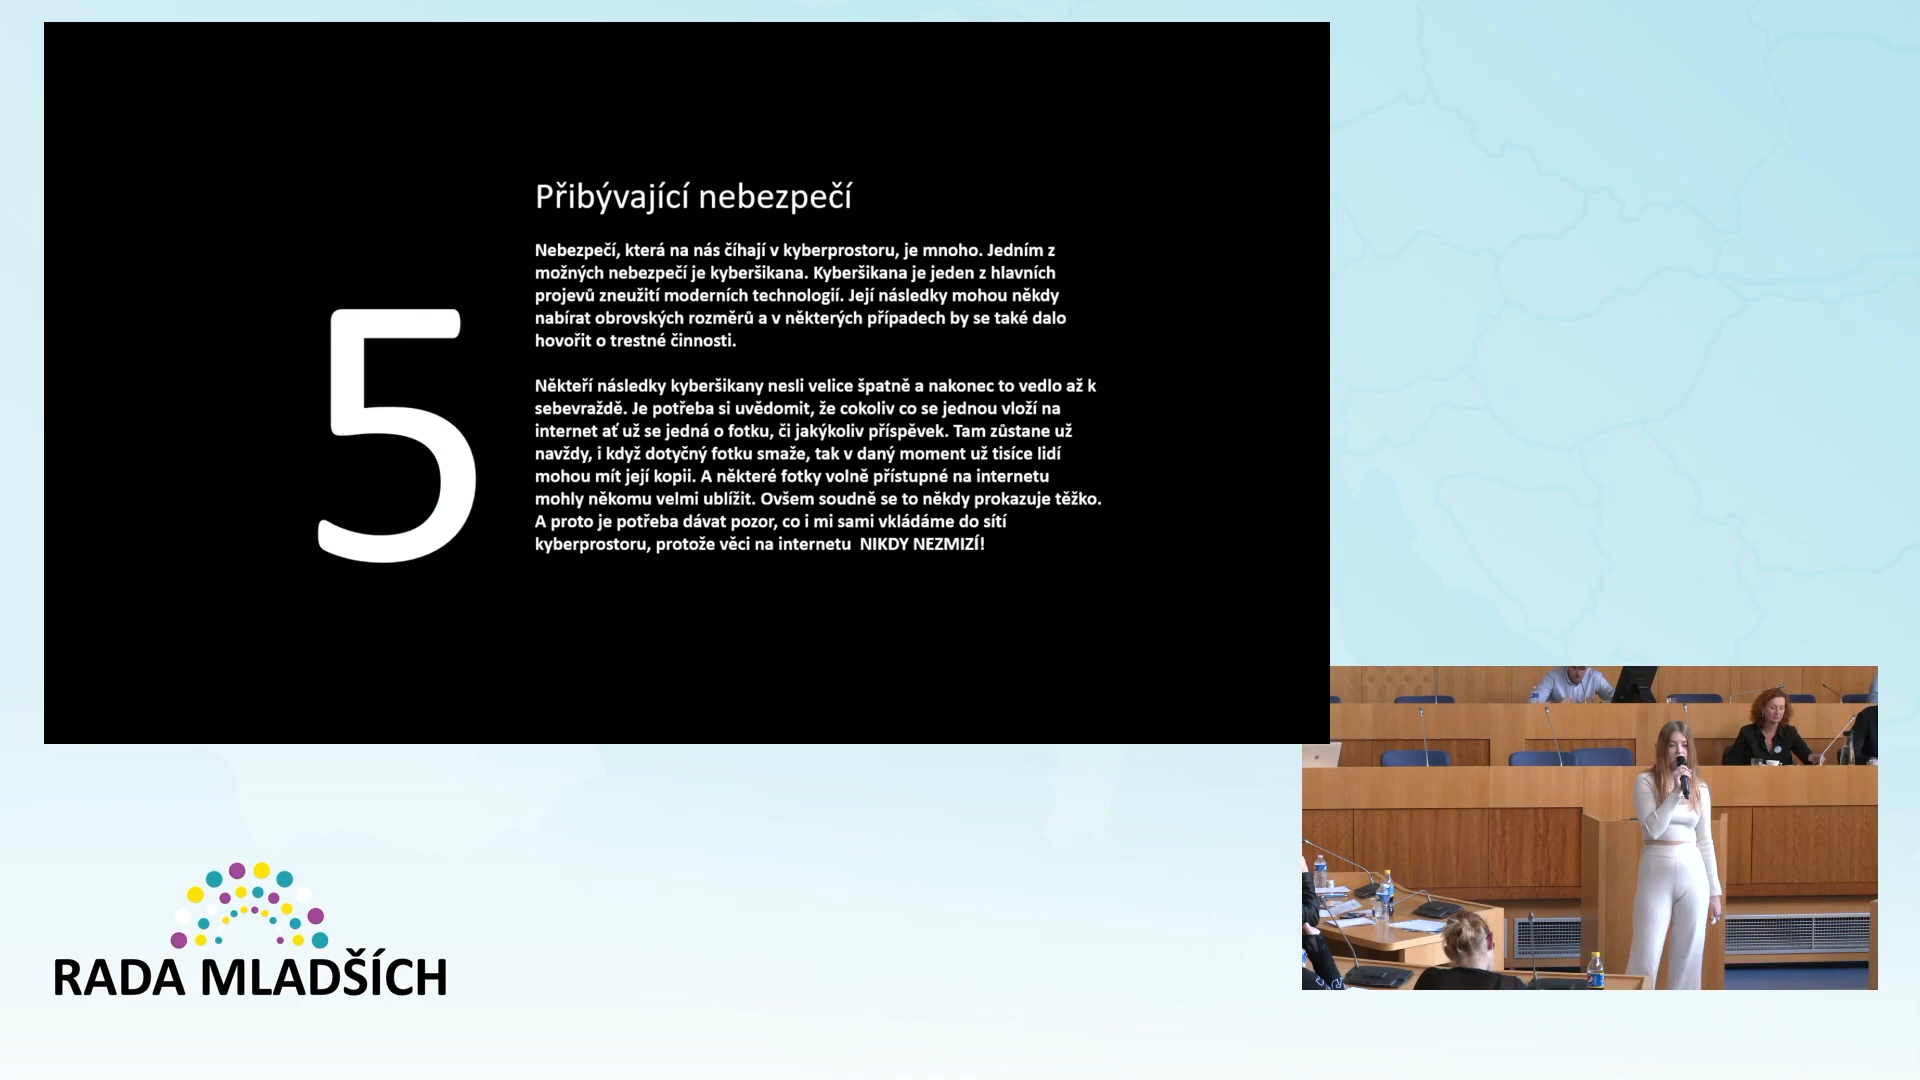 5
Přibývající nebezpečí
Nebezpečí, která na nás číhají v kyberprostoru, je mnoho. Jedním z
možných nebezpečí je kyberšikana. Kyberšikana je jeden z hlavních
projevů zneužití moderních technologií. Její následky mohou někdy
nabírat obrovských rozměrů a v některých případech by se také dalo
hovořit o trestné činnosti.
Někteří následky kyberšikany nesli velice špatně a nakonec to vedlo až k
sebevraždě. Je potřeba si uvědomit, že cokoliv co se jednou vloží na
internet ať už se jedná o fotku, či jakýkoliv příspěvek. Tam zůstane už
navždy, i když dotyčný fotku smaže, tak v daný moment už tisíce lidí
mohou mít její kopii. A některé fotky volně přístupné na internetu
mohly někomu velmi ublížit. Ovšem soudně se to někdy prokazuje těžko.
A proto je potřeba dávat pozor, co i mi sami vkládáme do sítí
kyberprostoru, protože věci na internetu  NIKDY NEZMIZÍ!
RADA MLADŠÍCH